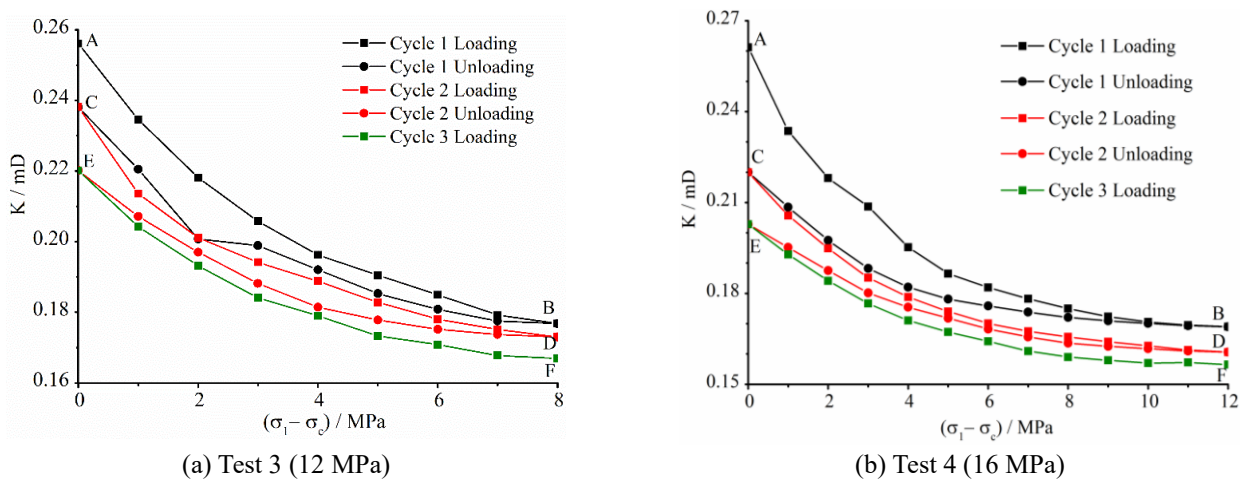 0.26
0.24
0.22
0.20
0.18
0.16
K / mD
A
C
E
B
D
F
Cycle 1 Loading
Cycle 1 Unloading
Cycle 2 Loading
Cycle 2 Unloading
Cycle 3 Loading
0 2 4 6 8
(σ₁− σc) / MPa
(a) Test 3 (12 MPa)
0.27
0.24
0.21
0.18
0.15
K / mD
A
C
E
B
D
F
Cycle 1 Loading
Cycle 1 Unloading
Cycle 2 Loading
Cycle 2 Unloading
Cycle 3 Loading
0 2 4 6 8 10 12
(σ₁− σc) / MPa
(b) Test 4 (16 MPa)